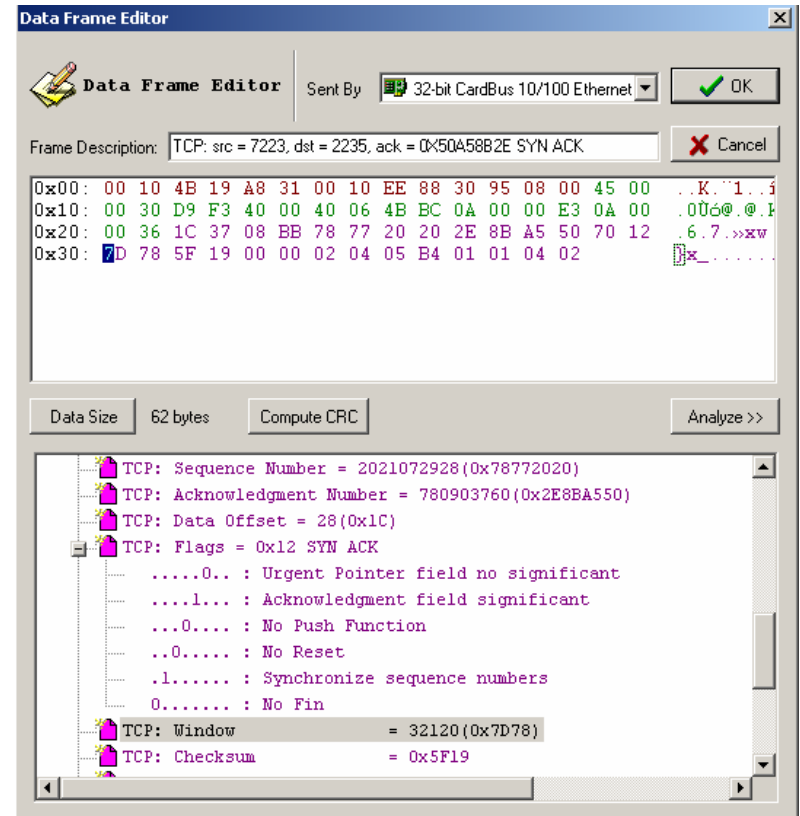 Data Frame Editor
Data Frame Editor
Sent By
32-bit CardBus 10/100 Ethernet
OK
Frame Description:
TCP: src = 7223, dst = 2235, ack = 0X50A58B2E SYN ACK
Cancel
0x00: 00 10 4B 19 A8 31 00 10 EE 88 30 95 08 00 45 00 ..K.¨1..í
0x10: 00 30 D9 F3 40 00 40 06 4B BC 0A 00 00 E3 0A 00 .0Ùó@.@.K
0x20: 00 36 1C 37 08 BB 78 77 20 20 2E 8B A5 50 70 12 .6.7.»xw
0x30: 7D 78 5F 19 00 00 02 04 05 B4 01 01 04 02 }x_......
Data Size
62 bytes
Compute CRC
Analyze >>
TCP: Sequence Number = 2021072928(0x78772020)
TCP: Acknowledgment Number = 780903760(0x2E8BA550)
TCP: Data Offset = 28(0x1C)
TCP: Flags = 0x12 SYN ACK
.....0.. : Urgent Pointer field no significant
....1... : Acknowledgment field significant
...0.... : No Push Function
..0..... : No Reset
.1...... : Synchronize sequence numbers
0....... : No Fin
TCP: Window = 32120(0x7D78)
TCP: Checksum = 0x5F19